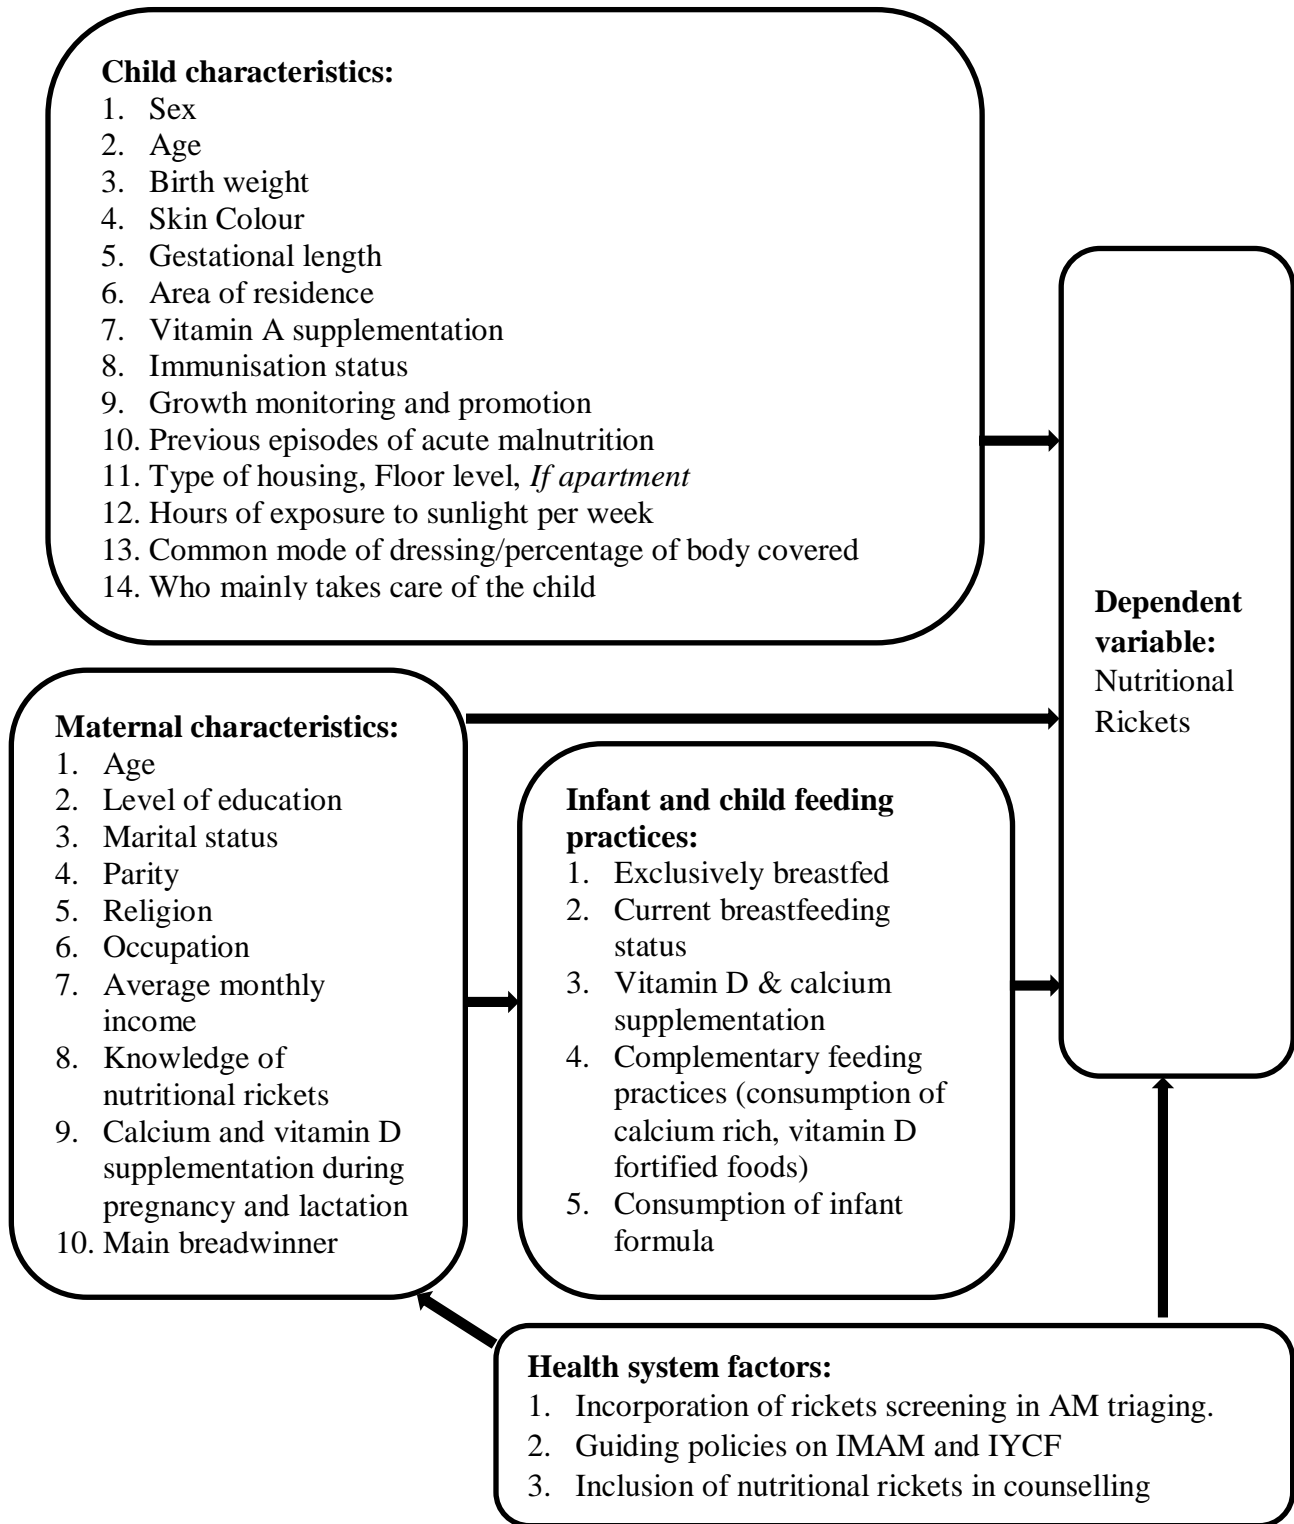 Child characteristics:
1. Sex
2. Age
3. Birth weight
4. Skin Colour
5. Gestational length
6. Area of residence
7. Vitamin A supplementation
8. Immunisation status
9. Growth monitoring and promotion
10. Previous episodes of acute malnutrition
11. Type of housing, Floor level, If apartment
12. Hours of exposure to sunlight per week
13. Common mode of dressing/percentage of body covered
14. Who mainly takes care of the child
Dependent
variable:
Nutritional
Rickets
Maternal characteristics:
1. Age
2. Level of education
3. Marital status
4. Parity
5. Religion
6. Occupation
7. Average monthly
income
8. Knowledge of
nutritional rickets
9. Calcium and vitamin D
supplementation during
pregnancy and lactation
10. Main breadwinner
Infant and child feeding
practices:
1. Exclusively breastfed
2. Current breastfeeding
status
3. Vitamin D & calcium
supplementation
4. Complementary feeding
practices (consumption of
calcium rich, vitamin D
fortified foods)
5. Consumption of infant
formula
Health system factors:
1. Incorporation of rickets screening in AM triaging.
2. Guiding policies on IMAM and IYCF
3. Inclusion of nutritional rickets in counselling